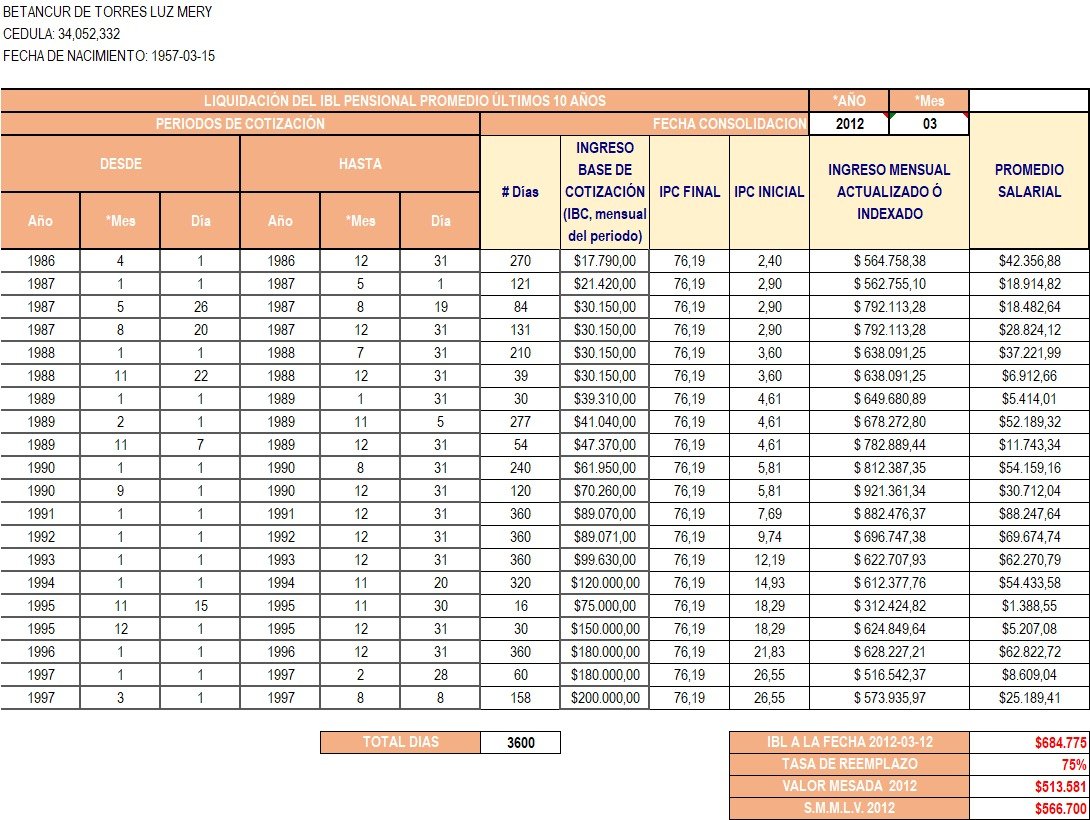 BETANCUR DE TORRES LUZ MERY
CEDULA: 34,052,332
FECHA DE NACIMIENTO: 1957-03-15
LIQUIDACIÓN DEL IBL PENSIONAL PROMEDIO ÚLTIMOS 10 AÑOS *AÑO *Mes
PERIODOS DE COTIZACIÓN FECHA CONSOLIDACION 2012 03
DESDE HASTA # Días INGRESO BASE DE COTIZACIÓN (IBC, mensual del periodo) IPC FINAL IPC INICIAL INGRESO MENSUAL ACTUALIZADO Ó INDEXADO PROMEDIO SALARIAL
Año *Mes Día Año *Mes Día
1986 4 1 1986 12 31 270 $17.790,00 76,19 2,40 $ 564.758,38 $42.356,88
1987 1 1 1987 5 1 121 $21.420,00 76,19 2,90 $ 562.755,10 $18.914,82
1987 5 26 1987 8 19 84 $30.150,00 76,19 2,90 $ 792.113,28 $18.482,64
1987 8 20 1987 12 31 131 $30.150,00 76,19 2,90 $ 792.113,28 $28.824,12
1988 1 1 1988 7 31 210 $30.150,00 76,19 3,60 $ 638.091,25 $37.221,99
1988 11 22 1988 12 31 39 $30.150,00 76,19 3,60 $ 638.091,25 $6.912,66
1989 1 1 1989 1 31 30 $39.310,00 76,19 4,61 $ 649.680,89 $5.414,01
1989 2 1 1989 11 5 277 $41.040,00 76,19 4,61 $ 678.272,80 $52.189,32
1989 11 7 1989 12 31 54 $47.370,00 76,19 4,61 $ 782.889,44 $11.743,34
1990 1 1 1990 8 31 240 $61.950,00 76,19 5,81 $ 812.387,35 $54.159,16
1990 9 1 1990 12 31 120 $70.260,00 76,19 5,81 $ 921.361,34 $30.712,04
1991 1 1 1991 12 31 360 $89.070,00 76,19 7,69 $ 882.476,37 $88.247,64
1992 1 1 1992 12 31 360 $89.071,00 76,19 9,74 $ 696.747,38 $69.674,74
1993 1 1 1993 12 31 360 $99.630,00 76,19 12,19 $ 622.707,93 $62.270,79
1994 1 1 1994 11 20 320 $120.000,00 76,19 14,93 $ 612.377,76 $54.433,58
1995 11 15 1995 11 30 16 $75.000,00 76,19 18,29 $ 312.424,82 $1.388,55
1995 12 1 1995 12 31 30 $150.000,00 76,19 18,29 $ 624.849,64 $5.207,08
1996 1 1 1996 12 31 360 $180.000,00 76,19 21,83 $ 628.227,21 $62.822,72
1997 1 1 1997 2 28 60 $180.000,00 76,19 26,55 $ 516.542,37 $8.609,04
1997 3 1 1997 8 8 158 $200.000,00 76,19 26,55 $ 573.935,97 $25.189,41
TOTAL DIAS 3600 IBL A LA FECHA 2012-03-12 $684.775
TASA DE REEMPLAZO 75%
VALOR MESADA 2012 $513.581
S.M.M.L.V. 2012 $566.700